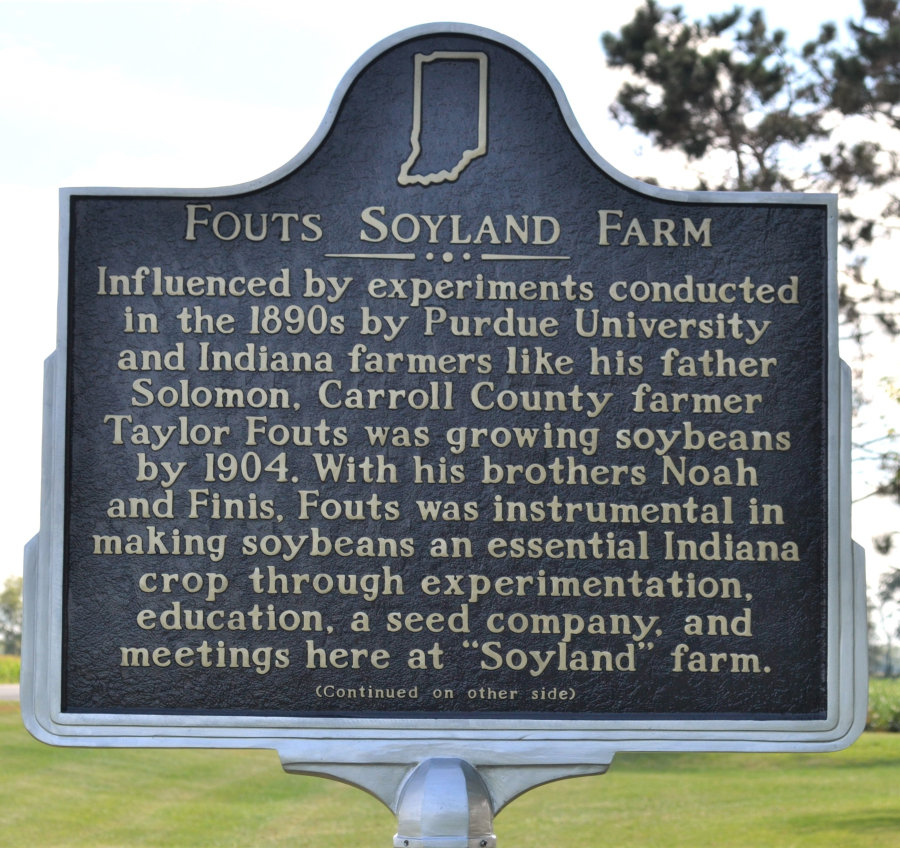 Fouts Soyland Farm
Influenced by experiments conducted
in the 1890s by Purdue University
and Indiana farmers like his father
Solomon, Carroll County farmer
Taylor Fouts was growing soybeans
by 1904. With his brothers Noah
and Finis, Fouts was instrumental in
making soybeans an essential Indiana
crop through experimentation,
education, a seed company, and
meetings here at “Soyland” farm.
(Continued on other side)